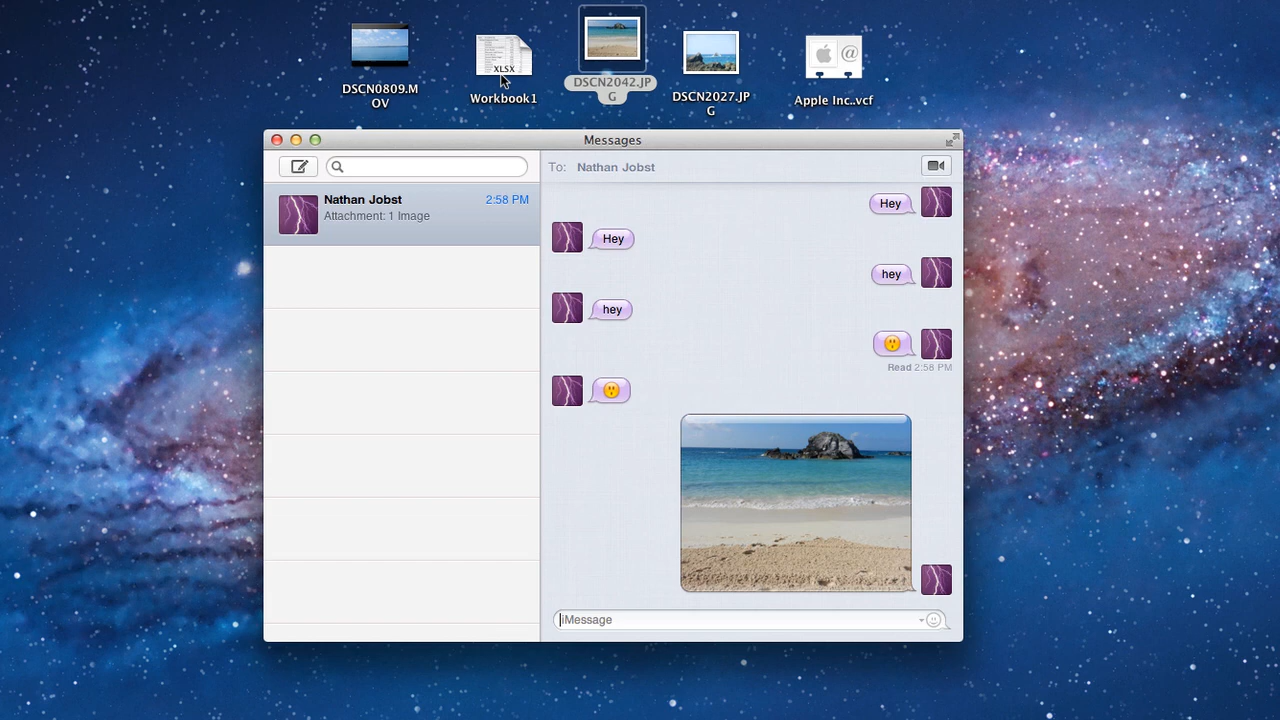 XLSX
DSCN0809.M
OV
Workbook1
DSCN2042.JP
G
DSCN2027.JP
G
@
Apple Inc..vcf
Messages
Nathan Jobst
2:58 PM
Attachment: 1 Image
To: Nathan Jobst
Hey
Hey
hey
hey
Read 2:58 PM
iMessage